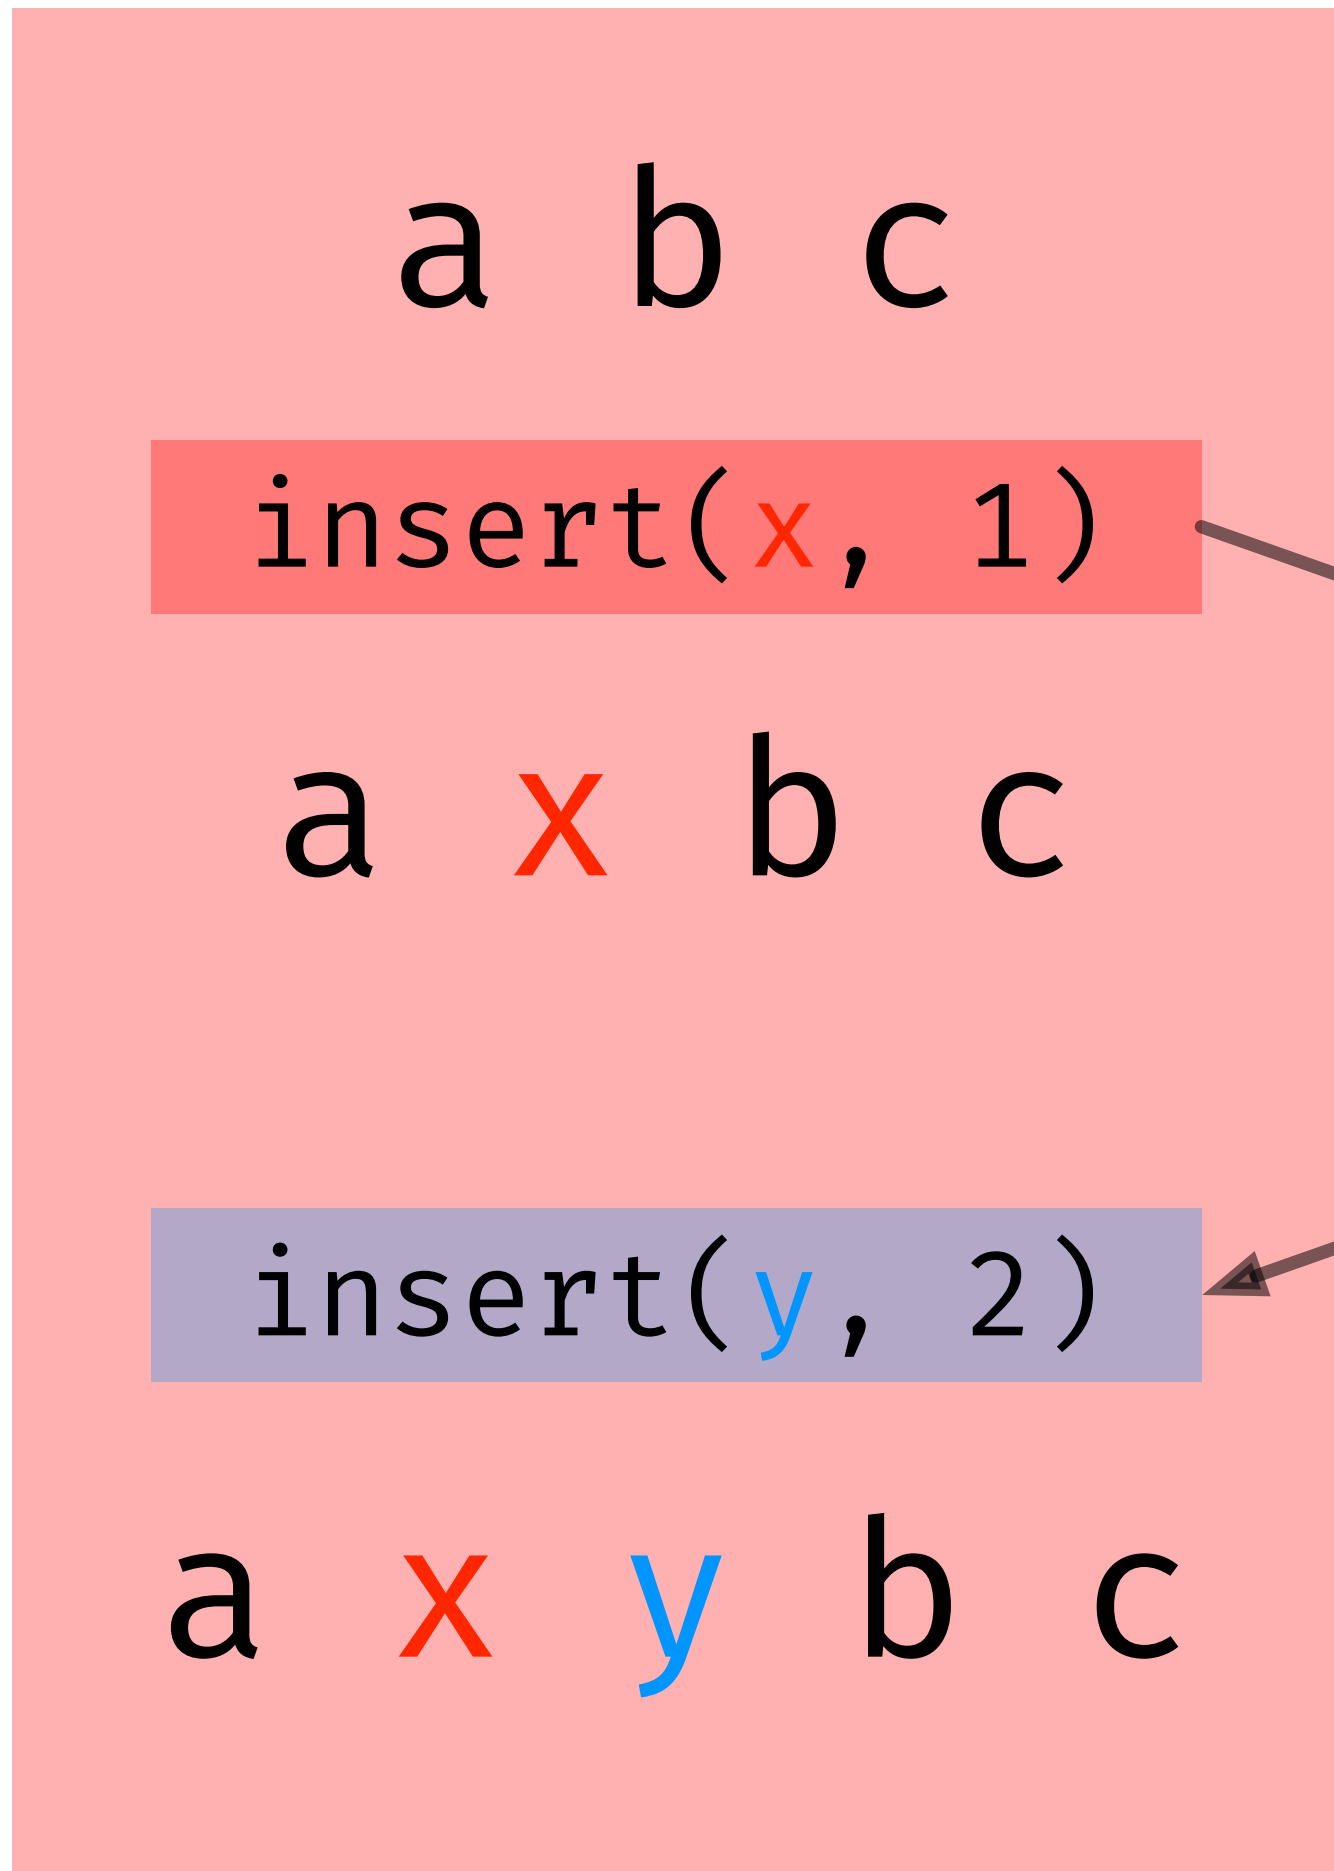 a b c
insert(x, 1)
a x b c
insert(y, 2)
a x y b c